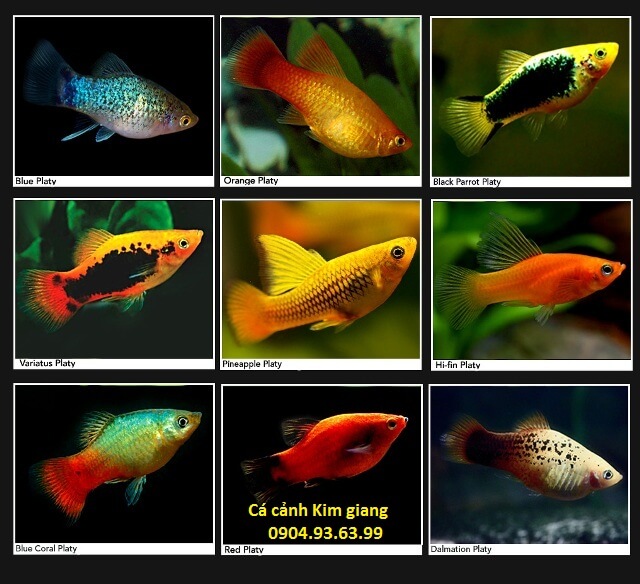 Blue Platy
Orange Platy
Black Parrot Platy
Variatus Platy
Pineapple Platy
Hi-fin Platy
Blue Coral Platy
Cá cảnh Kim giang
0904.93.63.99
Red Platy
Dalmation Platy